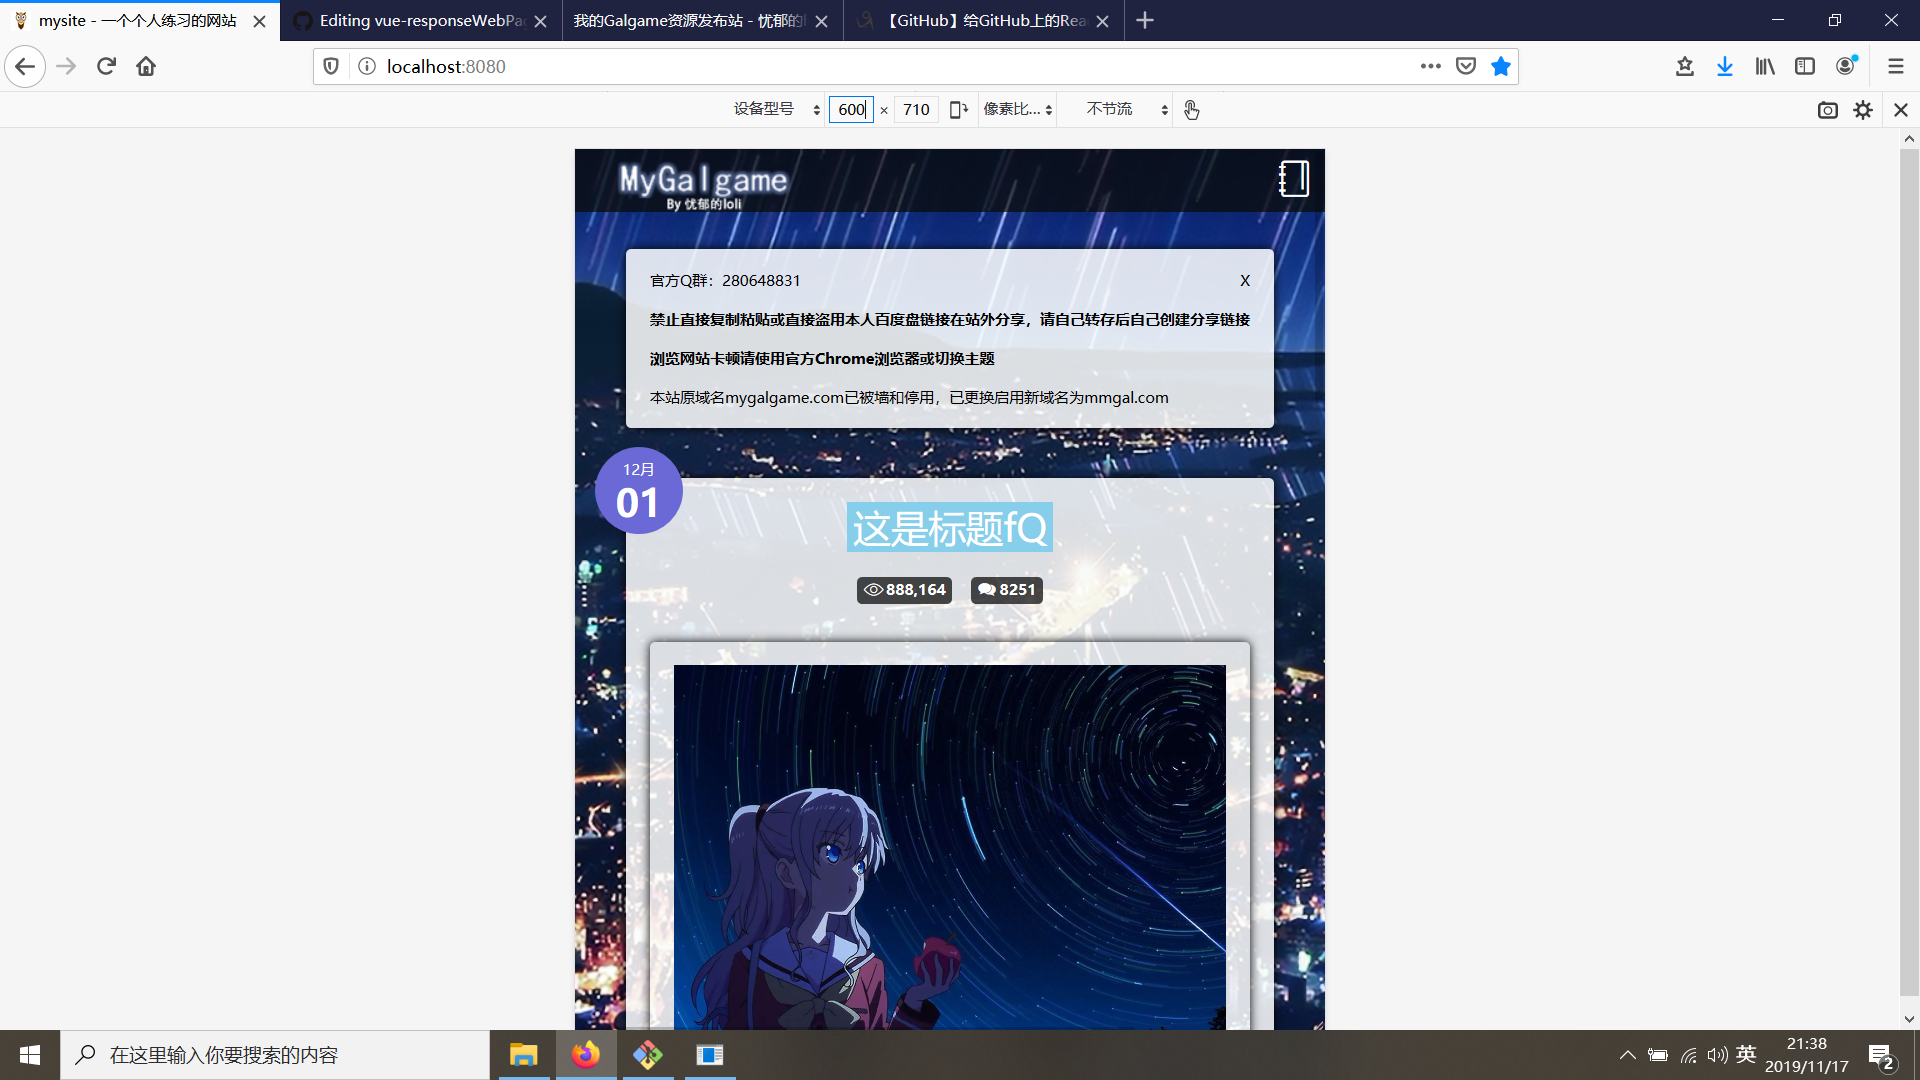 mysite - 一个个人练习的网站
Editing vue-responseWebPa
我的Galgame资源发布站 - 忧郁的l
【GitHub】给GitHub上的Rea
localhost:8080
设备型号
600 × 710
像素比...
不节流
MyGalgame
By 忧郁的loli
官方Q群：280648831
X
禁止直接复制粘贴或直接盗用本人百度盘链接在站外分享，请自己转存后自己创建分享链接
浏览网站卡顿请使用官方Chrome浏览器或切换主题
本站原域名mygalgame.com已被墙和停用，已更换启用新域名为mmgal.com
12月
01
这是标题fQ
888,164
8251
在这里输入你要搜索的内容
英
21:38
2019/11/17
2